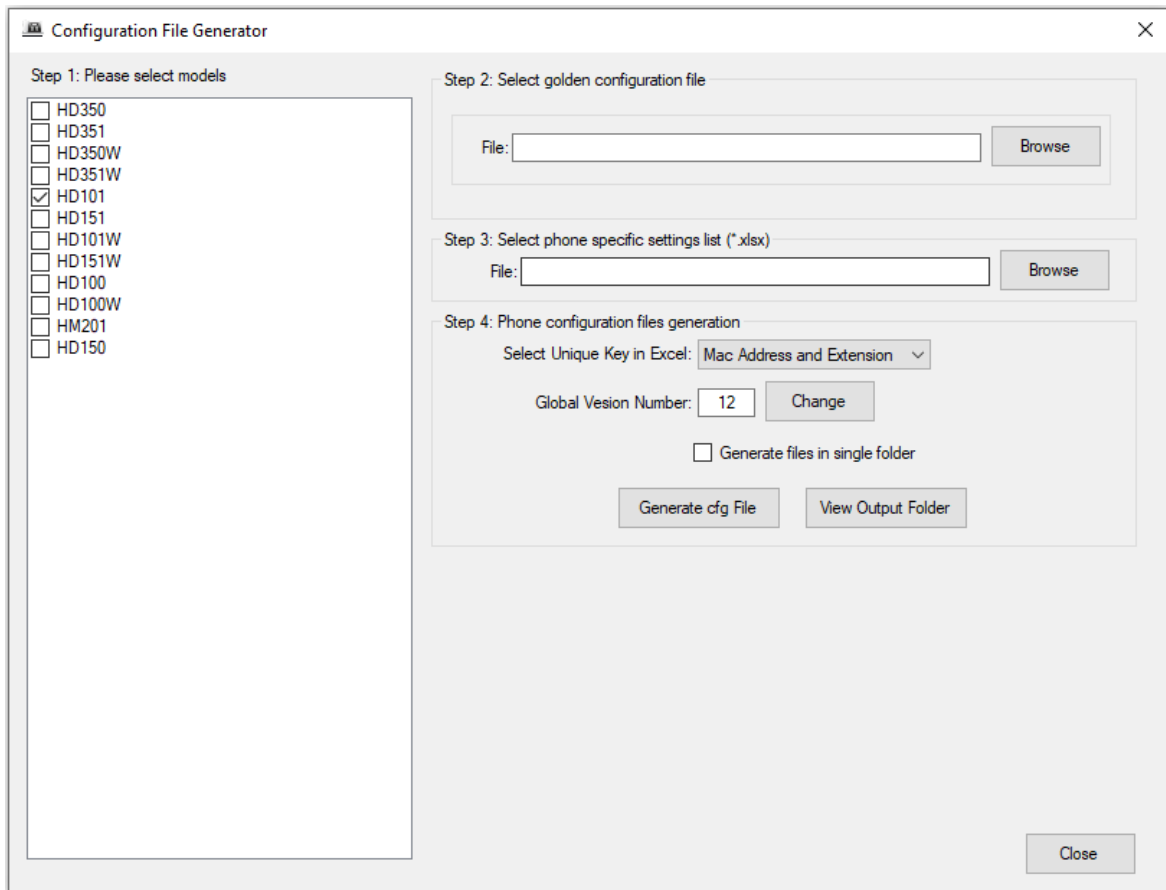 Configuration File Generator
Step 1: Please select models
HD350
HD351
HD350W
HD351W
HD101
HD151
HD101W
HD151W
HD100
HD100W
HM201
HD150
Step 2: Select golden configuration file
File:
Browse
Step 3: Select phone specific settings list (*.xlsx)
File:
Browse
Step 4: Phone configuration files generation
Select Unique Key in Excel: Mac Address and Extension
Global Vesion Number: 12 Change
Generate files in single folder
Generate cfg File View Output Folder
Close